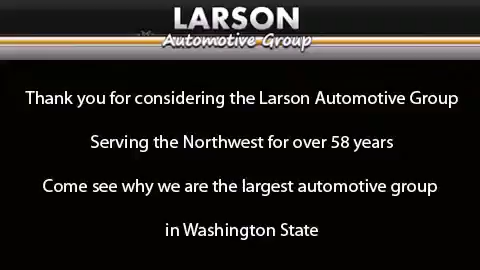 LARSON
Automotive Group
Thank you for considering the Larson Automotive Group
Serving the Northwest for over 58 years
Come see why we are the largest automotive group
in Washington State